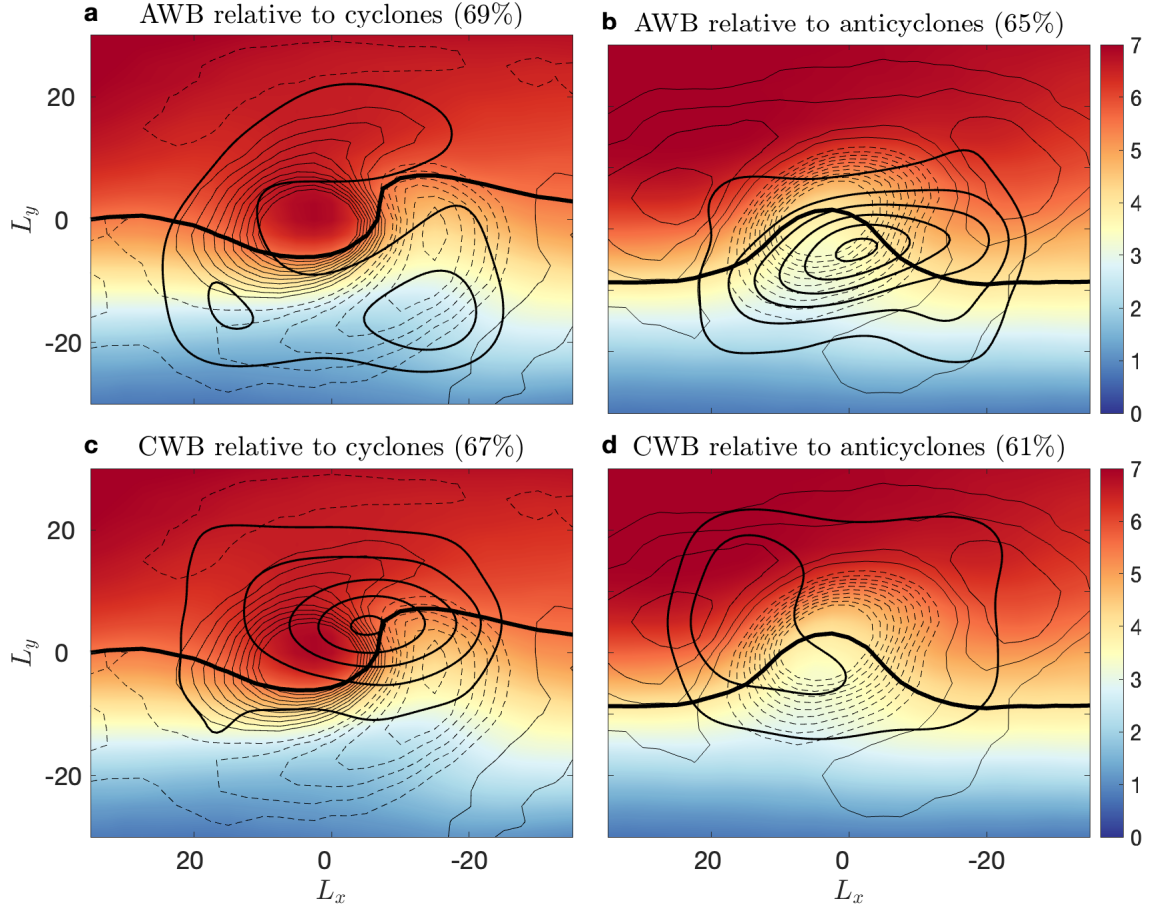 a AWB relative to cyclones (69%)
b AWB relative to anticyclones (65%)
20
0
-20
L_y
7
6
5
4
3
2
1
0
c CWB relative to cyclones (67%)
d CWB relative to anticyclones (61%)
20
0
-20
L_y
20 0 -20
L_x
20 0 -20
L_x
7
6
5
4
3
2
1
0